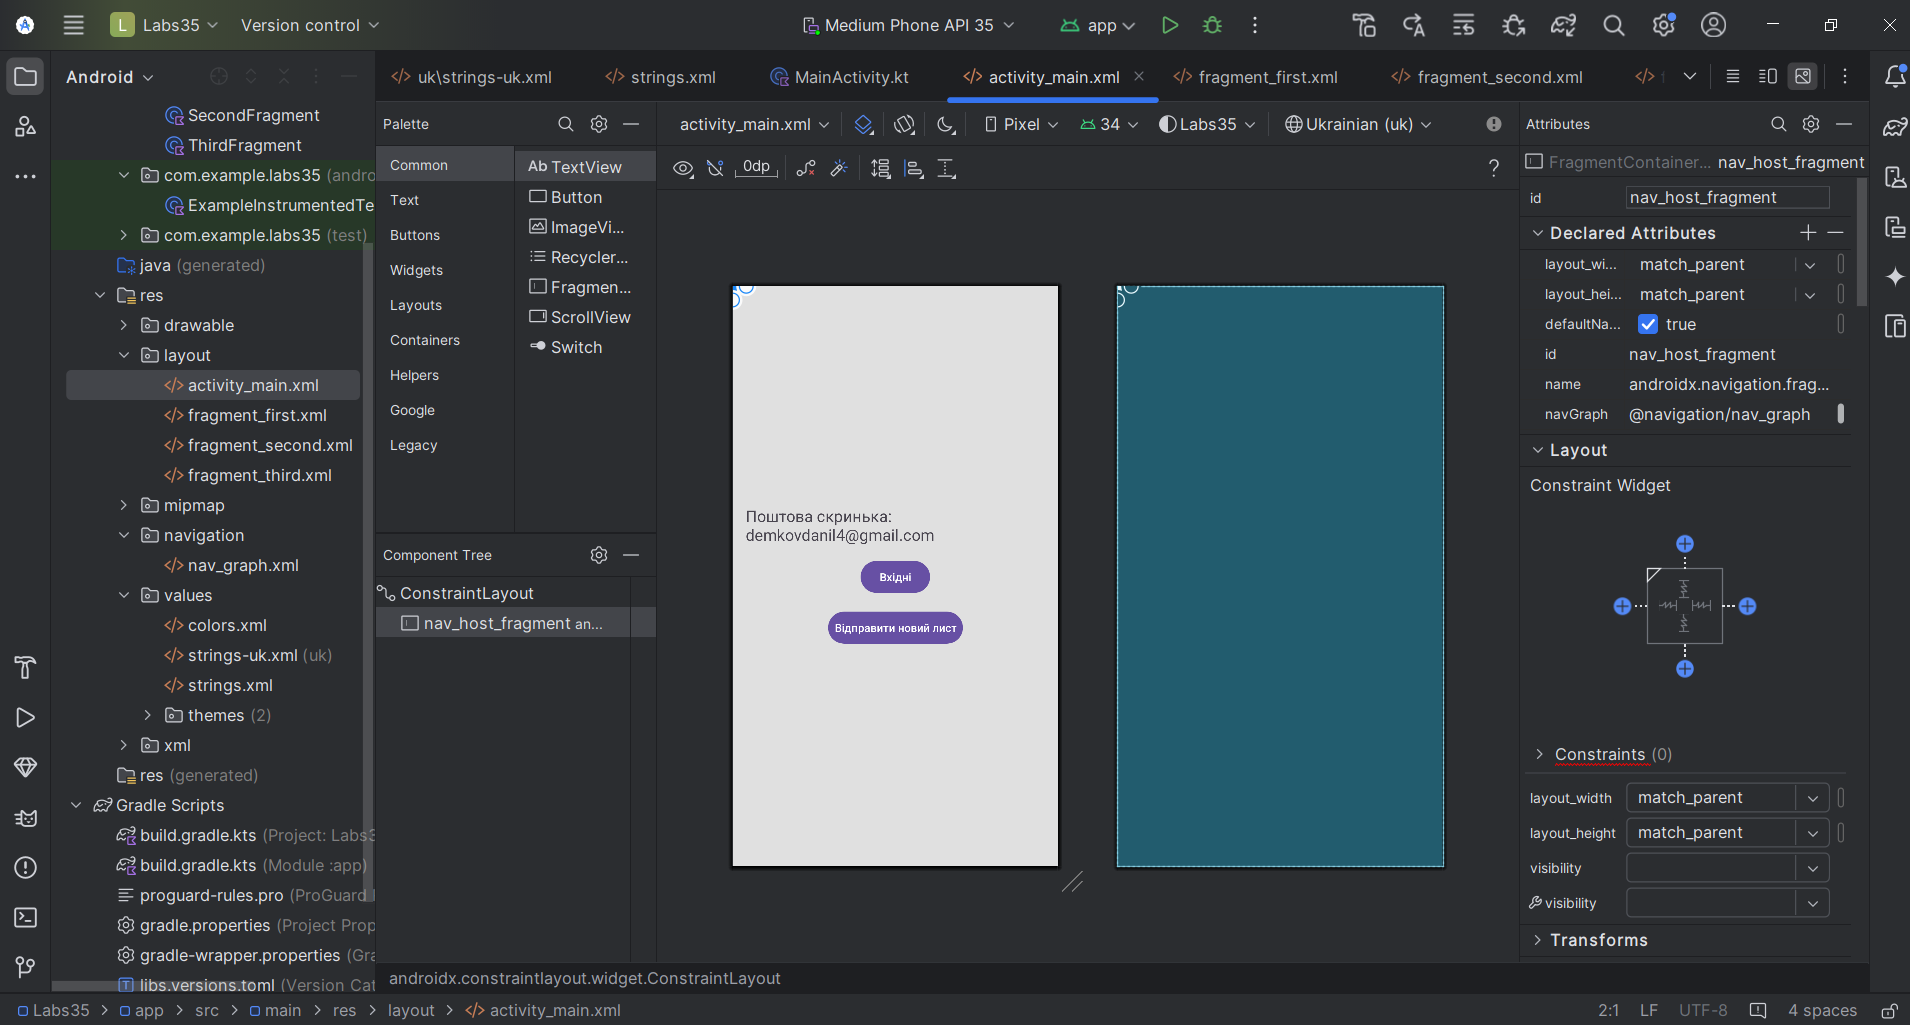 L Labs35 Version control Medium Phone API 35 app
Android
SecondFragment
ThirdFragment
com.example.labs35 (andro
ExampleInstrumentedTe
com.example.labs35 (test)
java (generated)
res
drawable
layout
activity_main.xml
fragment_first.xml
fragment_second.xml
fragment_third.xml
mipmap
navigation
nav_graph.xml
values
colors.xml
strings-uk.xml (uk)
strings.xml
themes (2)
xml
res (generated)
Gradle Scripts
build.gradle.kts (Project: Labs3
build.gradle.kts (Module :app)
proguard-rules.pro (ProGuard
gradle.properties (Project Prop
gradle-wrapper.properties (Gra
libs.versions.toml (Version Cat
uk\strings-uk.xml strings.xml MainActivity.kt activity_main.xml fragment_first.xml fragment_second.xml
Palette
Common
Text
Buttons
Widgets
Layouts
Containers
Helpers
Google
Legacy
Ab TextView
Button
ImageVi...
Recycler...
Fragmen...
ScrollView
Switch
Component Tree
ConstraintLayout
nav_host_fragment an...
activity_main.xml Pixel 34 Labs35 Ukrainian (uk)
0dp ?
Поштова скринька:
demkovdanil4@gmail.com
Вхідні
Відправити новий лист
androidx.constraintlayout.widget.ConstraintLayout
Attributes
FragmentContainer... nav_host_fragment
id nav_host_fragment
Declared Attributes
layout_wi... match_parent
layout_hei... match_parent
defaultNa... true
id nav_host_fragment
name androidx.navigation.frag...
navGraph @navigation/nav_graph
Layout
Constraint Widget
Constraints (0)
layout_width match_parent
layout_height match_parent
visibility
visibility
Transforms
Labs35 > app > src > main > res > layout > activity_main.xml 2:1 LF UTF-8 4 spaces